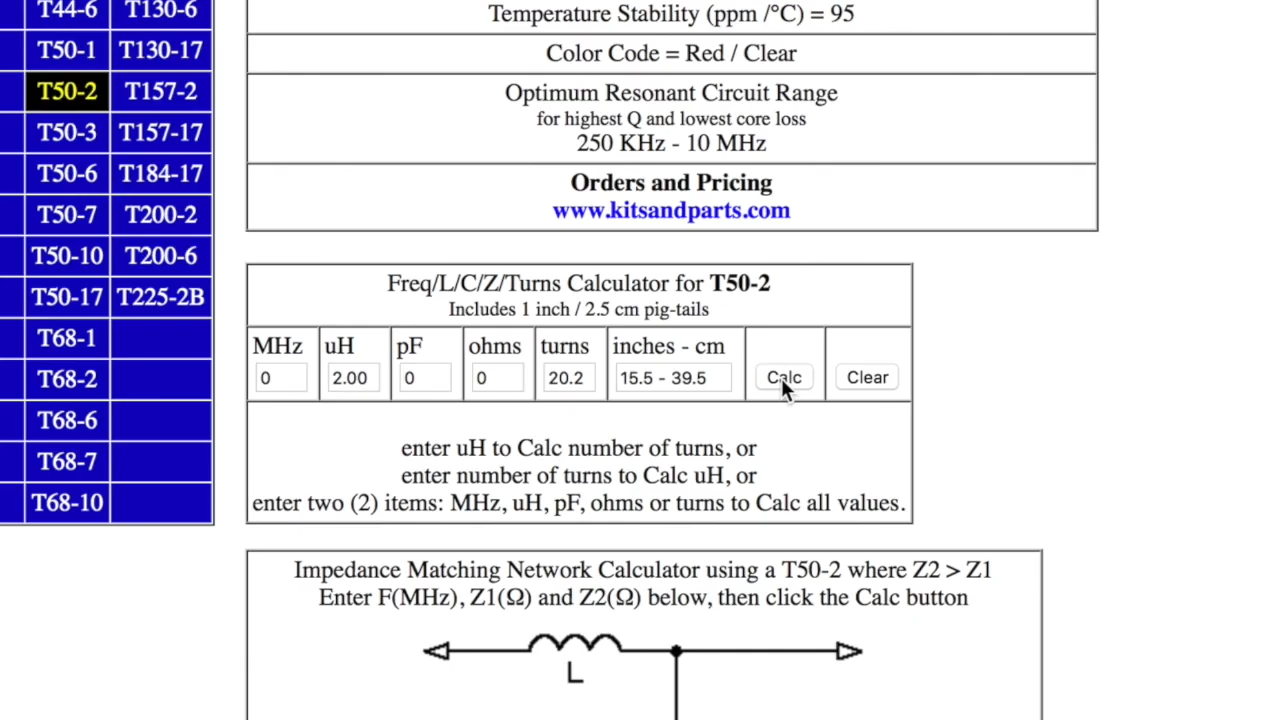 T44-6 T130-6
T50-1 T130-17
T50-2 T157-2
T50-3 T157-17
T50-6 T184-17
T50-7 T200-2
T50-10 T200-6
T50-17 T225-2B
T68-1
T68-2
T68-6
T68-7
T68-10
Temperature Stability (ppm /°C) = 95
Color Code = Red / Clear
Optimum Resonant Circuit Range
for highest Q and lowest core loss
250 KHz - 10 MHz
Orders and Pricing
www.kitsandparts.com
Freq/L/C/Z/Turns Calculator for T50-2
Includes 1 inch / 2.5 cm pig-tails
MHz uH pF ohms turns inches - cm
0 2.00 0 0 20.2 15.5 - 39.5 Calc Clear
enter uH to Calc number of turns, or
enter number of turns to Calc uH, or
enter two (2) items: MHz, uH, pF, ohms or turns to Calc all values.
Impedance Matching Network Calculator using a T50-2 where Z2 > Z1
Enter F(MHz), Z1(Ω) and Z2(Ω) below, then click the Calc button
L